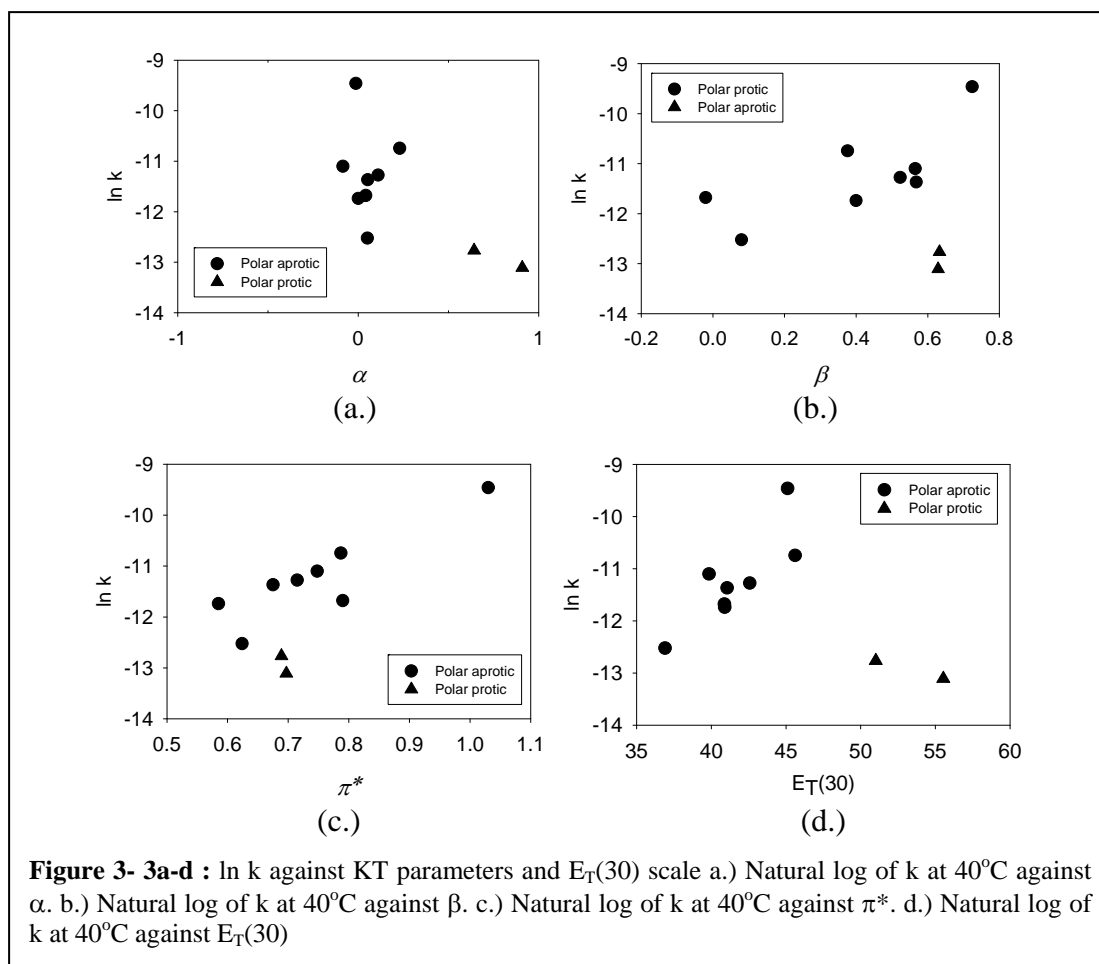 -9
-10
-11
-12
-13
-14
ln k
Polar aprotic
Polar protic
-1 0 1
α
(a.)
-9
-10
-11
-12
-13
-14
ln k
Polar protic
Polar aprotic
-0.2 0.0 0.2 0.4 0.6 0.8
β
(b.)
-9
-10
-11
-12
-13
-14
ln k
Polar aprotic
Polar protic
0.5 0.6 0.7 0.8 0.9 1.0 1.1
π*
(c.)
-9
-10
-11
-12
-13
-14
ln k
Polar aprotic
Polar protic
35 40 45 50 55 60
ET(30)
(d.)
Figure 3- 3a-d : ln k against KT parameters and ET(30) scale a.) Natural log of k at 40oC against
α. b.) Natural log of k at 40oC against β. c.) Natural log of k at 40oC against π*. d.) Natural log of
k at 40oC against ET(30)